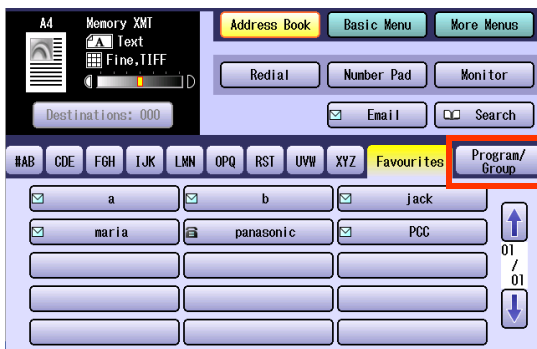 A4 Memory XMT
A Text
Fine,TIFF
D
Destinations: 000
Address Book Basic Menu More Menus
Redial Number Pad Monitor
Email Search
#AB CDE FGH IJK LMN OPQ RST UVW XYZ Favourites Program/
Group
a b jack
maria panasonic PCC
01
/
01